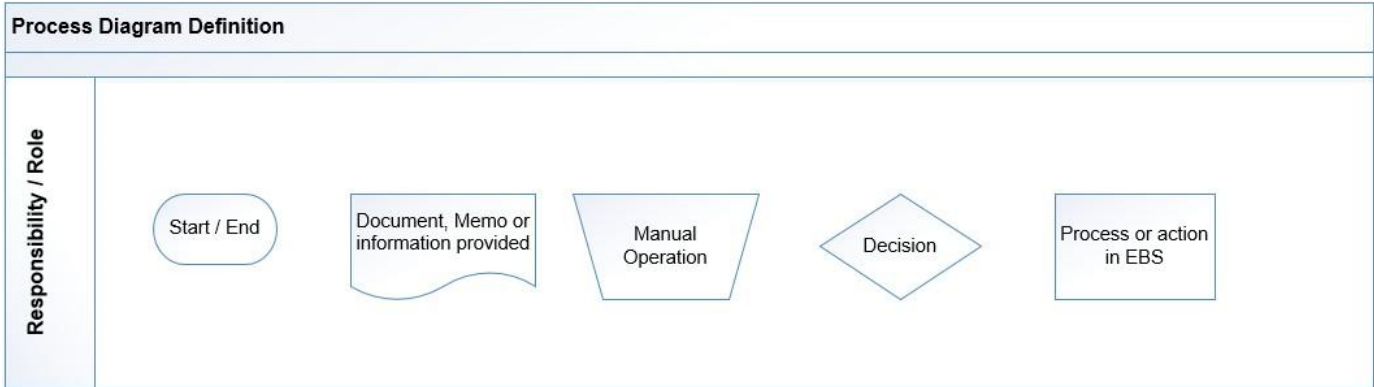 Process Diagram Definition
Responsibility / Role
Start / End
Document, Memo or
information provided
Manual
Operation
Decision
Process or action
in EBS